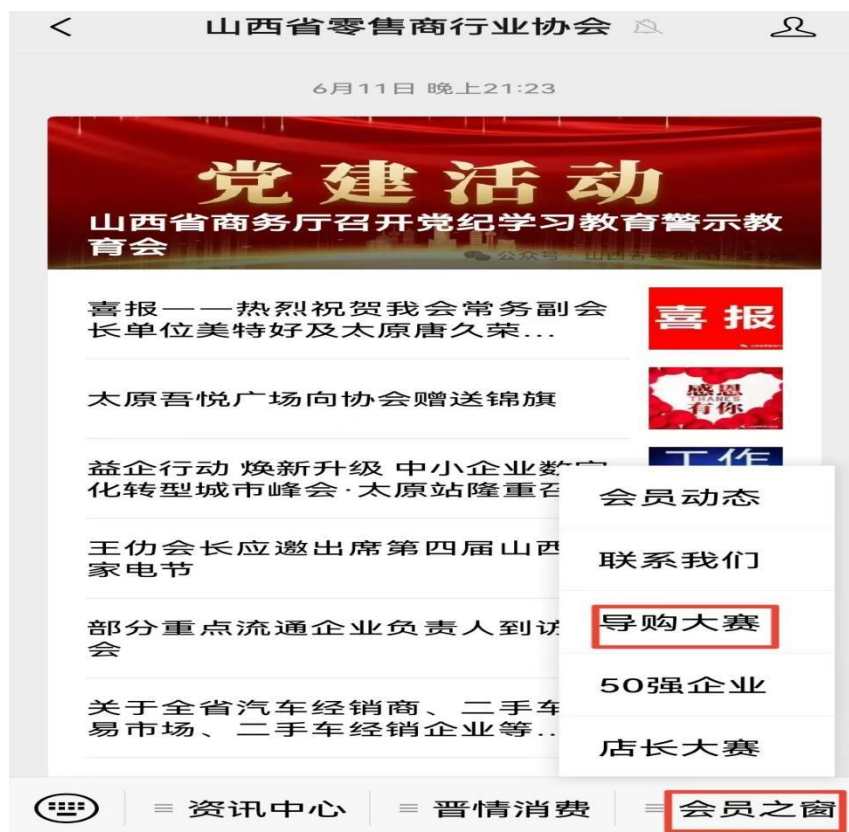 山西省零售商行业协会
6月11日 晚上21:23
党建活动
山西省商务厅召开党纪学习教育警示教
育会
喜报——热烈祝贺我会常务副会
长单位美特好及太原唐久荣...
喜报
太原吾悦广场向协会赠送锦旗
感恩
THANKS
有你
益企行动 焕新升级 中小企业数字
化转型城市峰会·太原站隆重召
工作
王仂会长应邀出席第四届山西
家电节
部分重点流通企业负责人到访
会
关于全省汽车经销商、二手车
易市场、二手车经销企业等..
会员动态
联系我们
导购大赛
50强企业
店长大赛
资讯中心
晋情消费
会员之窗